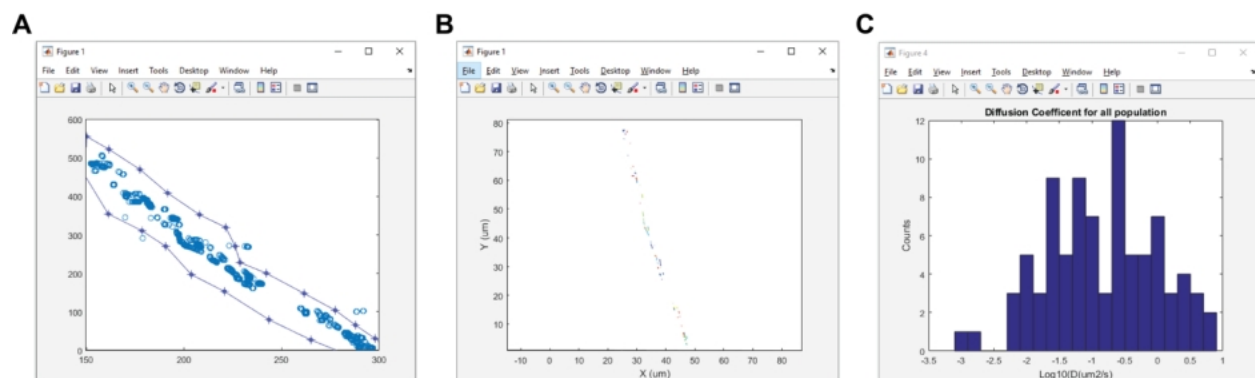 A
Figure 1
File Edit View Insert Tools Desktop Window Help
600
500
400
300
200
100
0
150 200 250 300
B
Figure 1
File Edit View Insert Tools Desktop Window Help
80
70
60
50
40
30
20
10
Y (um)
-10 0 10 20 30 40 50 60 70 80
X (um)
C
Figure 4
File Edit View Insert Tools Desktop Window Help
Diffusion Coefficent for all population
12
10
8
6
4
2
0
Counts
-3.5 -3 -2.5 -2 -1.5 -1 -0.5 0 0.5 1
Log10(D(um2/s)